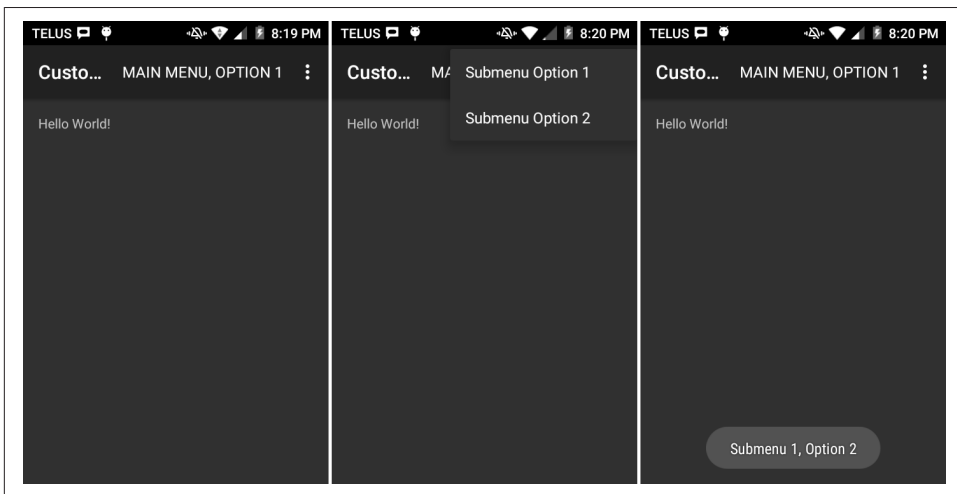 TELUS 8:19 PM
Custo... MAIN MENU, OPTION 1
Hello World!
TELUS 8:20 PM
Custo... MA
Submenu Option 1
Hello World!
Submenu Option 2
TELUS 8:20 PM
Custo... MAIN MENU, OPTION 1
Hello World!
Submenu 1, Option 2